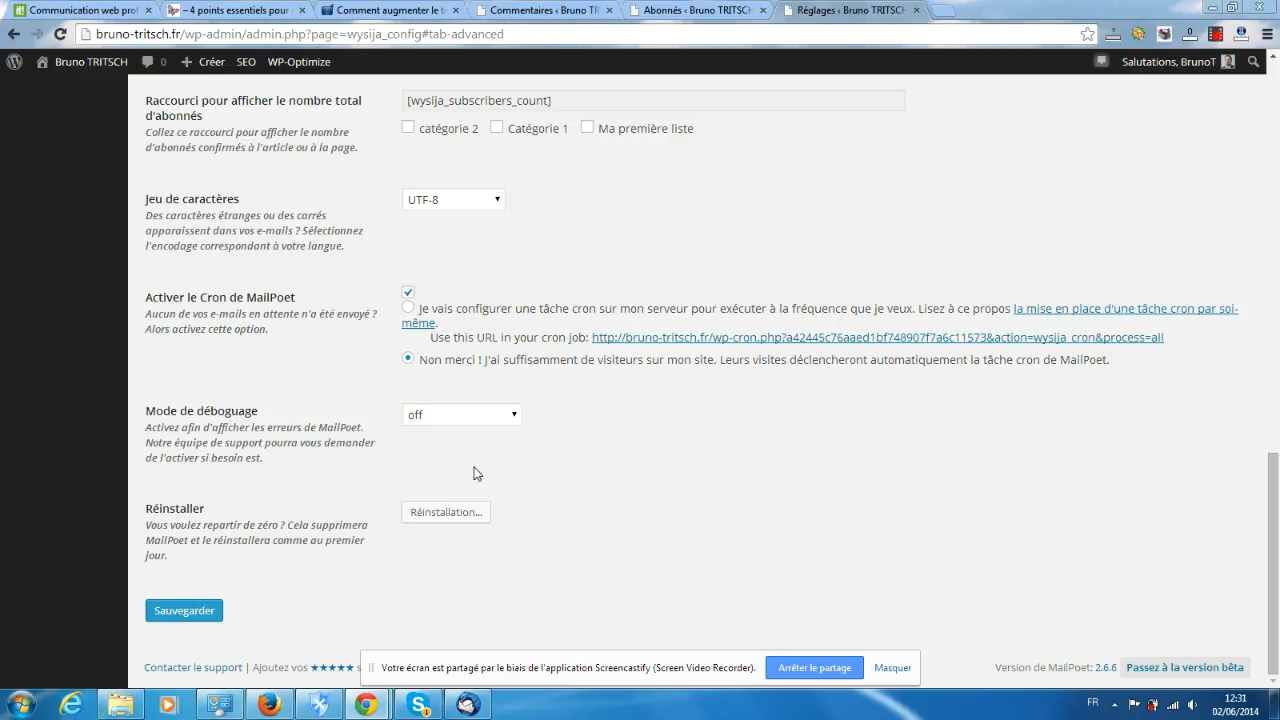 Communication web prof
– 4 points essentiels pour
Comment augmenter le t
Commentaires ‹ Bruno TR
Abonnés ‹ Bruno TRITSCH
Réglages ‹ Bruno TRITSCH
bruno-tritsch.fr/wp-admin/admin.php?page=wysija_config#tab-advanced
Bruno TRITSCH 0 Créer SEO WP-Optimize Salutations, BrunoT
Raccourci pour afficher le nombre total
d'abonnés
Collez ce raccourci pour afficher le nombre
d'abonnés confirmés à l'article ou à la page.
[wysija_subscribers_count]
catégorie 2 Catégorie 1 Ma première liste
Jeu de caractères
Des caractères étranges ou des carrés
apparaissent dans vos e-mails ? Sélectionnez
l'encodage correspondant à votre langue.
UTF-8
Activer le Cron de MailPoet
Aucun de vos e-mails en attente n'a été envoyé ?
Alors activez cette option.
Je vais configurer une tâche cron sur mon serveur pour exécuter à la fréquence que je veux. Lisez à ce propos la mise en place d'une tâche cron par soi-
même.
Use this URL in your cron job: http://bruno-tritsch.fr/wp-cron.php?a42445c76aaed1bf748907f7a6c11573&action=wysija_cron&process=all
Non merci ! J'ai suffisamment de visiteurs sur mon site. Leurs visites déclencheront automatiquement la tâche cron de MailPoet.
Mode de déboguage
Activez afin d'afficher les erreurs de MailPoet.
Notre équipe de support pourra vous demander
de l'activer si besoin est.
off
Réinstaller
Vous voulez repartir de zéro ? Cela supprimera
MailPoet et le réinstallera comme au premier
jour.
Réinstallation...
Sauvegarder
Contacter le support | Ajoutez vos ★★★★★ s
Votre écran est partagé par le biais de l'application Screencastify (Screen Video Recorder).
Arrêter le partage
Masquer
Version de MailPoet: 2.6.6
Passez à la version bêta
FR
12:31
02/06/2014